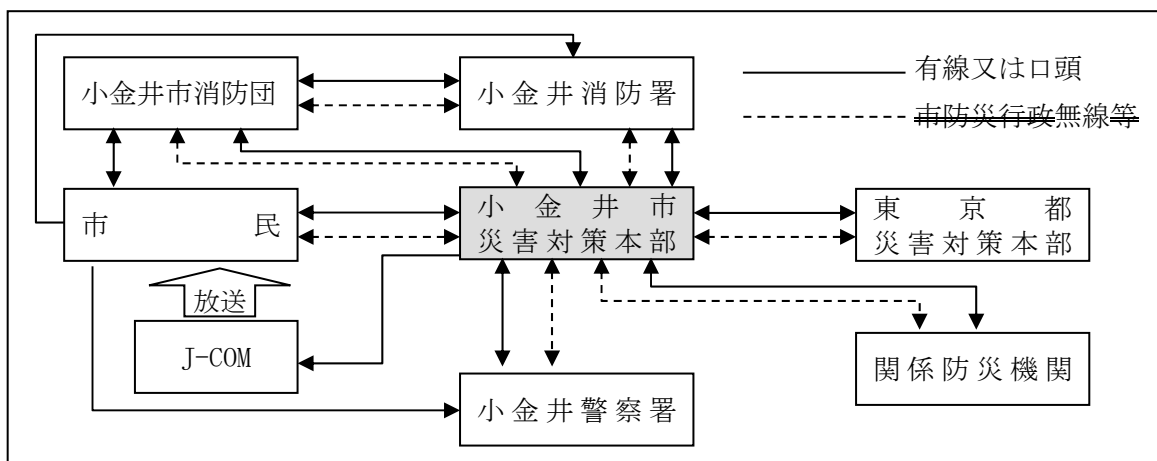 小金井市消防団
小金井消防署
有線又は口頭
市防災行政無線等
市民
小金井市
災害対策本部
東京都
災害対策本部
放送
J-COM
関係防災機関
小金井警察署